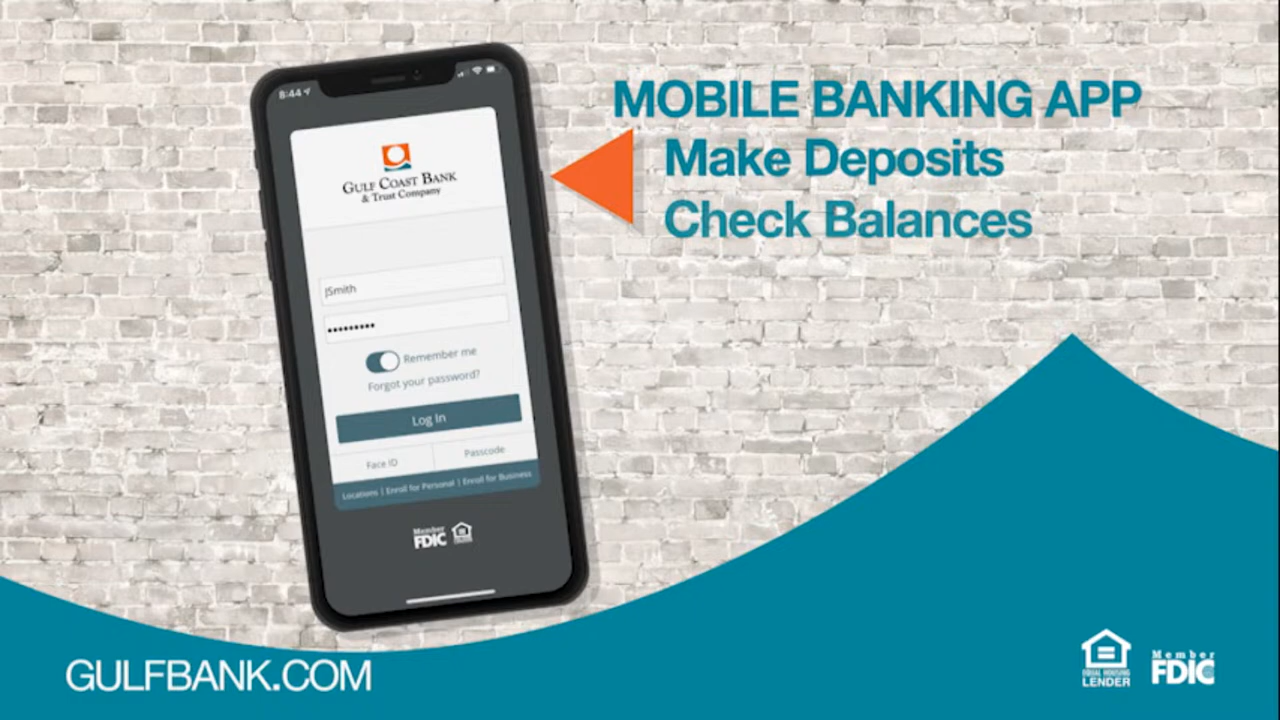 MOBILE BANKING APP
Make Deposits
Check Balances
8:44
GULF COAST BANK
& Trust Company
JSmith
•••••••••
Remember me
Forgot your password?
Log In
Face ID
Passcode
Locations | Enroll for Personal | Enroll for Business
Member
FDIC
GULFBANK.COM
EQUAL HOUSING
LENDER
Member
FDIC